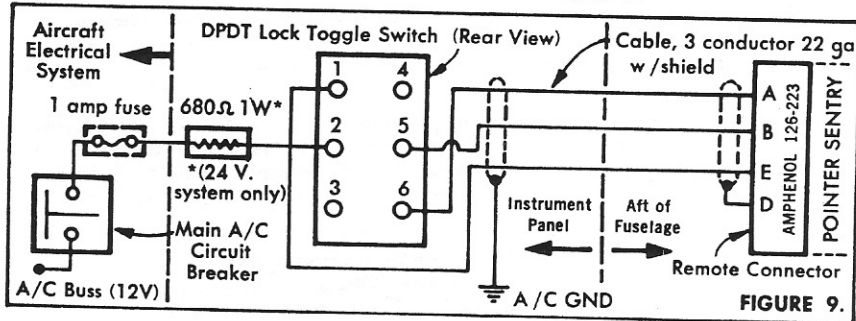 Aircraft
Electrical
System
DPDT Lock Toggle Switch (Rear View)
Cable, 3 conductor 22 ga
w/shield
1 amp fuse
680Ω 1W*
*(24 V.
system only)
1
2
3
4
5
6
A
B
E
D
AMPHENOL 126-223
POINTER SENTRY
Main A/C
Circuit
Breaker
A/C Buss (12V)
Instrument
Panel
Aft of
Fuselage
A/C GND
Remote Connector
FIGURE 9.